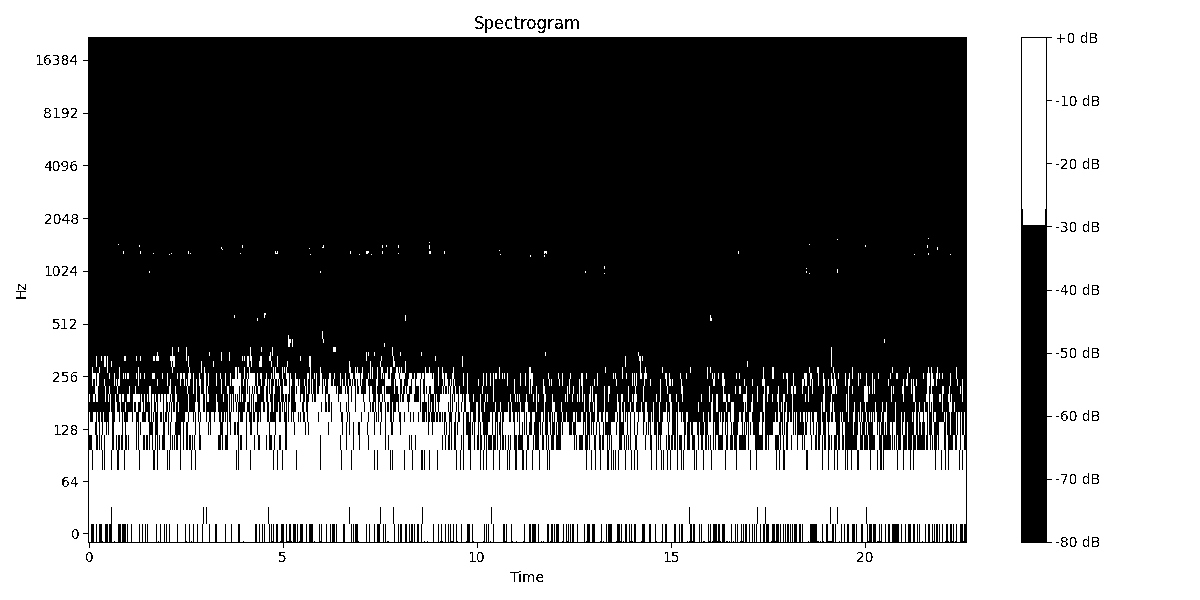 Spectrogram
16384
8192
4096
2048
1024
512
256
128
64
0
Hz
0
5
10
15
20
Time
+0 dB
-10 dB
-20 dB
-30 dB
-40 dB
-50 dB
-60 dB
-70 dB
-80 dB